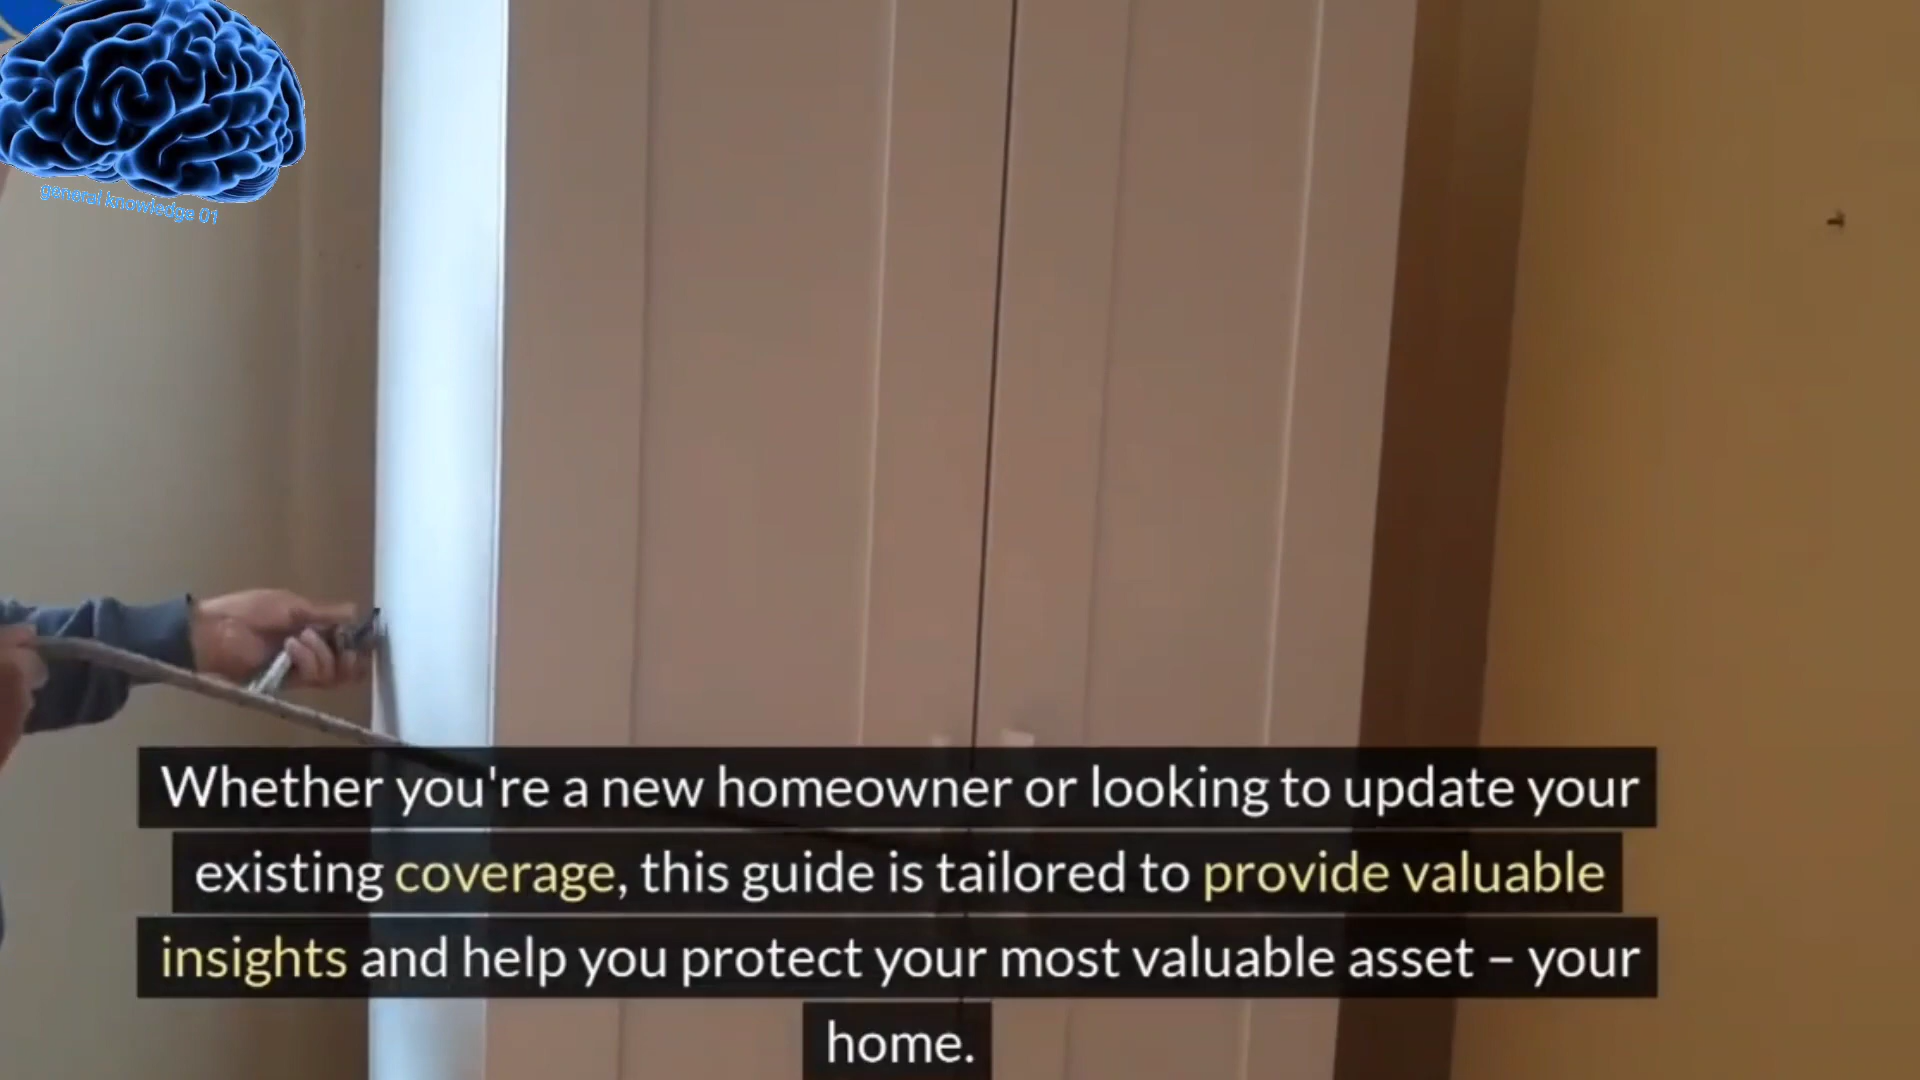 general knowledge 01
Whether you're a new homeowner or looking to update your
existing coverage, this guide is tailored to provide valuable
insights and help you protect your most valuable asset – your
home.